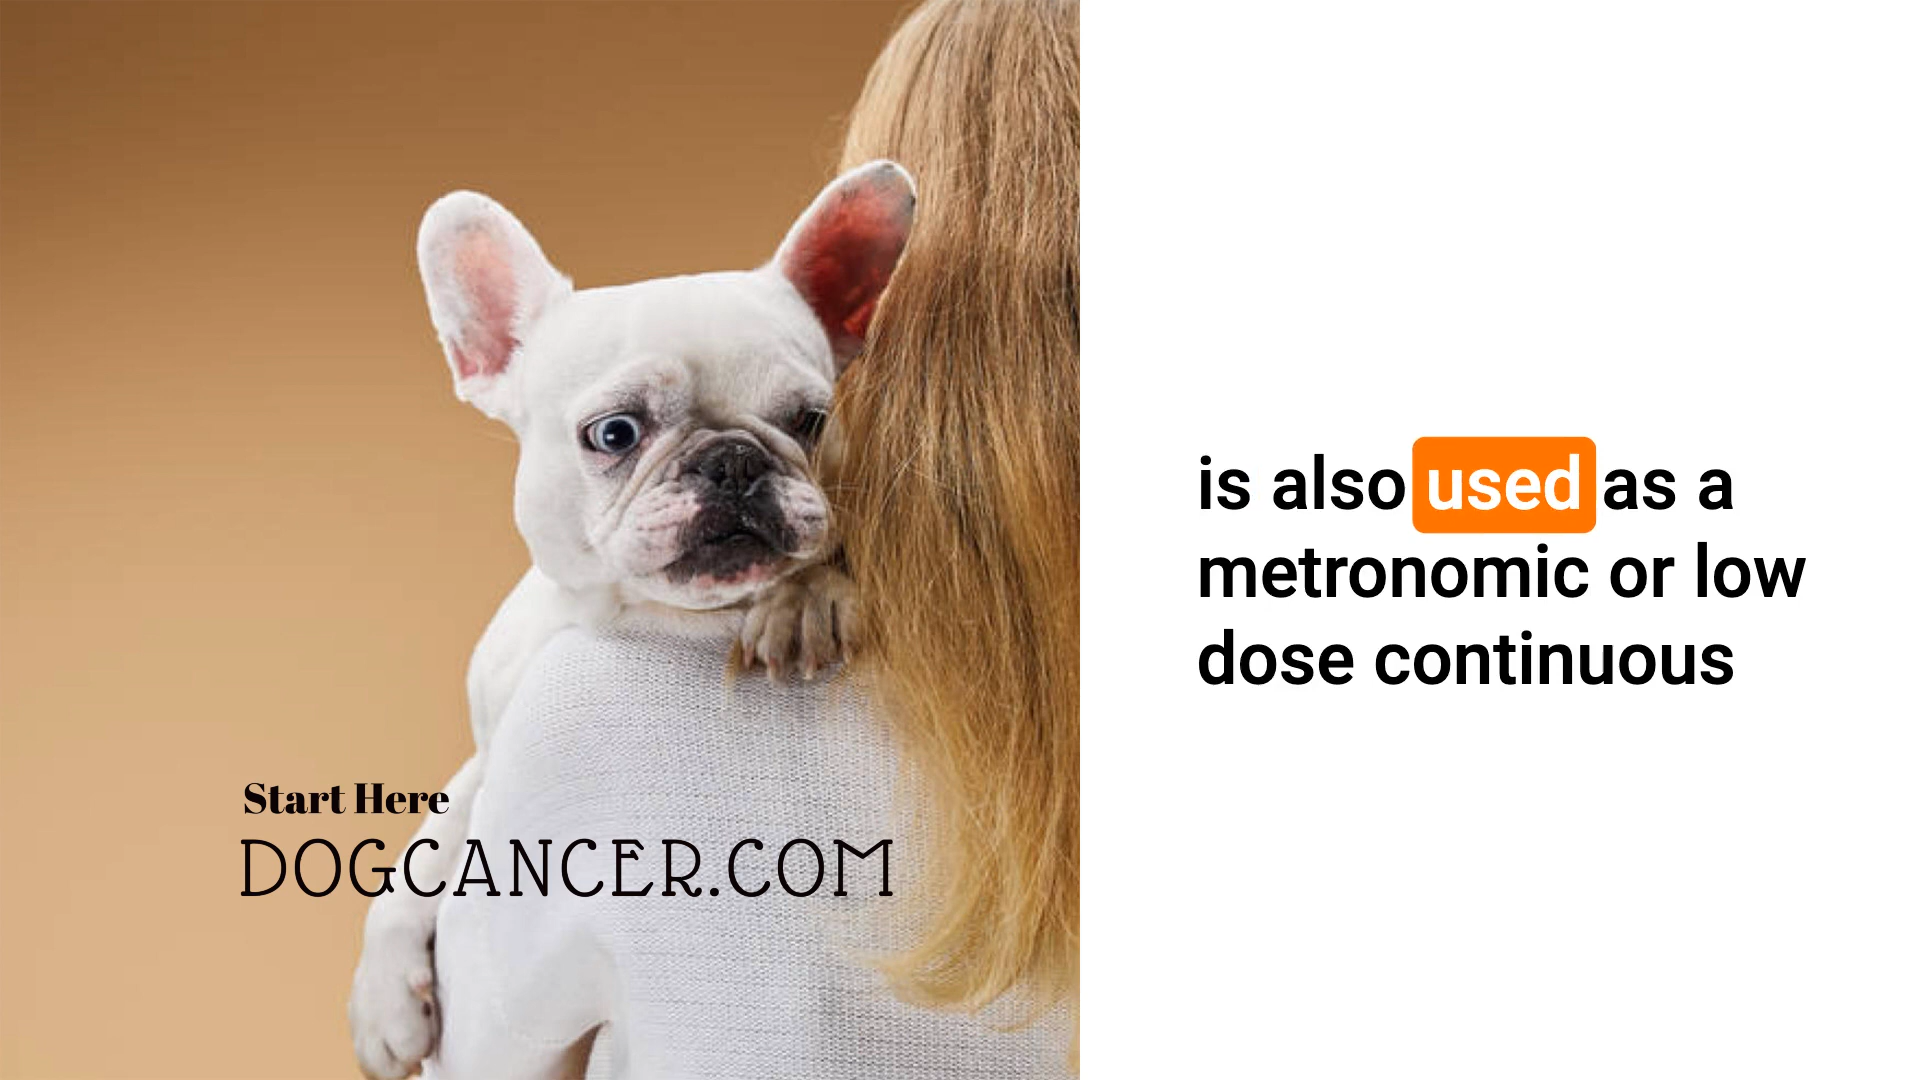 Start Here
DOGCANCER.COM
is also used as a
metronomic or low
dose continuous